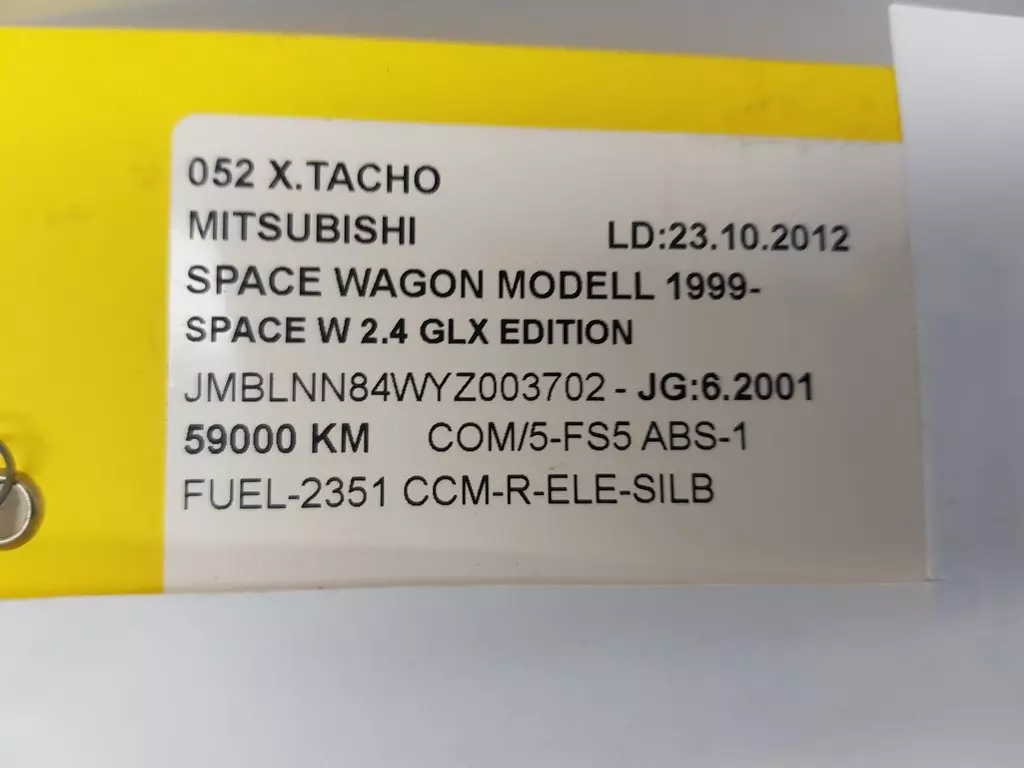 052 X.TACHO
MITSUBISHI LD:23.10.2012
SPACE WAGON MODELL 1999-
SPACE W 2.4 GLX EDITION
JMBLNN84WYZ003702 - JG:6.2001
59000 KM COM/5-FS5 ABS-1
FUEL-2351 CCM-R-ELE-SILB